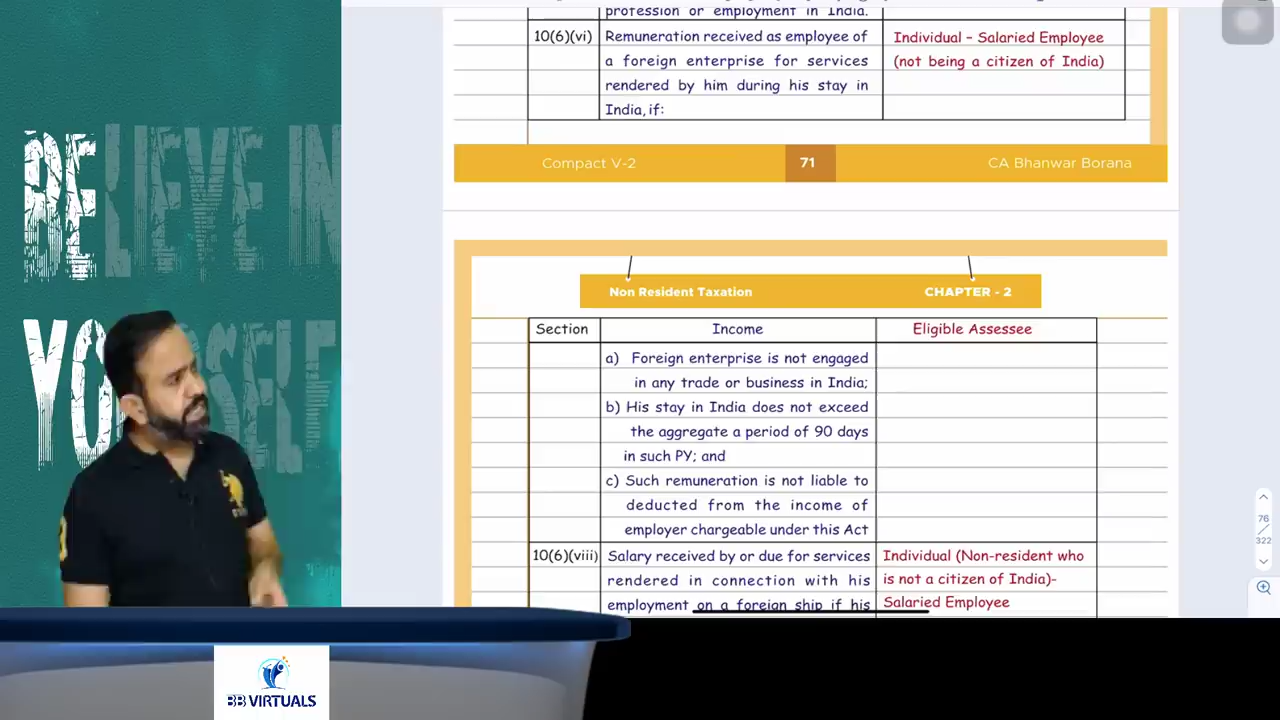 profession or employment in India.
10(6)(vi) Remuneration received as employee of Individual – Salaried Employee
a foreign enterprise for services (not being a citizen of India)
rendered by him during his stay in
India, if:
Compact V-2 71 CA Bhanwar Borana
Non Resident Taxation CHAPTER - 2
Section Income Eligible Assessee
a) Foreign enterprise is not engaged
in any trade or business in India;
b) His stay in India does not exceed
the aggregate a period of 90 days
in such PY; and
c) Such remuneration is not liable to
deducted from the income of
employer chargeable under this Act
10(6)(viii) Salary received by or due for services Individual (Non-resident who
rendered in connection with his is not a citizen of India)-
employment on a foreign ship if his Salaried Employee
76
322
BELIEVE IN
YOURSELF
BB VIRTUALS